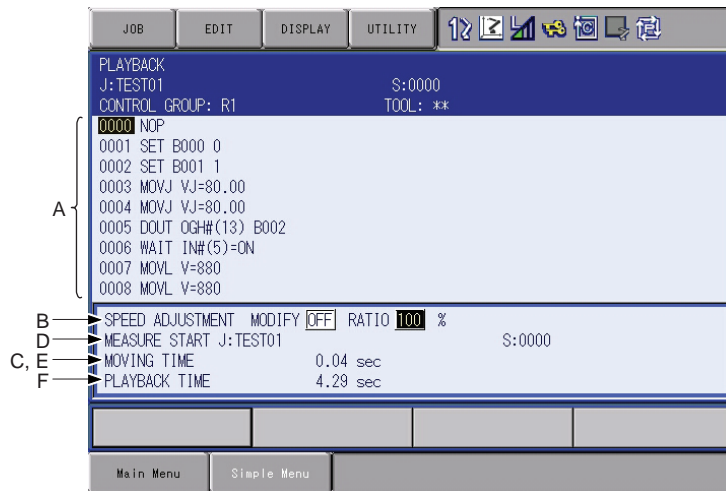 JOB EDIT DISPLAY UTILITY
PLAYBACK
J:TEST01 S:0000
CONTROL GROUP: R1 TOOL: **
0000 NOP
0001 SET B000 0
0002 SET B001 1
0003 MOVJ VJ=80.00
A
0004 MOVJ VJ=80.00
0005 DOUT OGH#(13) B002
0006 WAIT IN#(5)=ON
0007 MOVL V=880
0008 MOVL V=880
B SPEED ADJUSTMENT MODIFY OFF RATIO 100 %
D MEASURE START J:TEST01 S:0000
C, E MOVING TIME 0.04 sec
F PLAYBACK TIME 4.29 sec
Main Menu Simple Menu